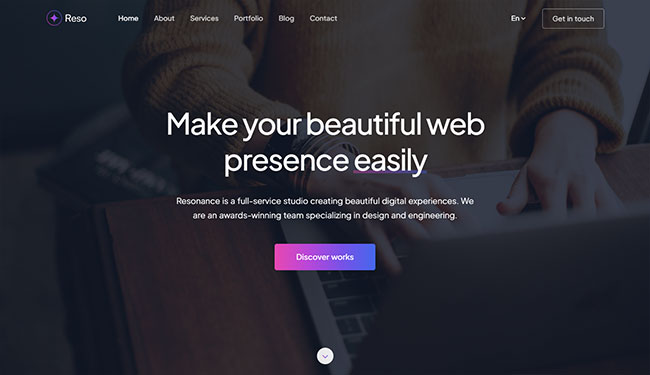 Reso
Home About Services Portfolio Blog Contact
En
Get in touch
Make your beautiful web
presence easily
Resonance is a full-service studio creating beautiful digital experiences. We
are an awards-winning team specializing in design and engineering.
Discover works